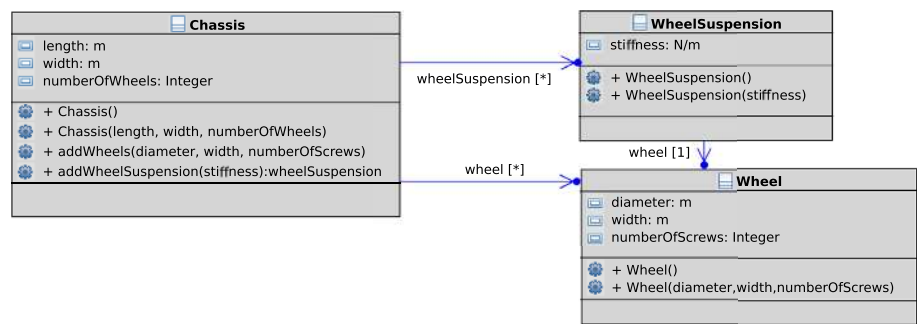 Chassis
length: m
width: m
numberOfWheels: Integer
+ Chassis()
+ Chassis(length, width, numberOfWheels)
+ addWheels(diameter, width, numberOfScrews)
+ addWheelSuspension(stiffness):wheelSuspension
wheelSuspension [*]
WheelSuspension
stiffness: N/m
+ WheelSuspension()
+ WheelSuspension(stiffness)
wheel [1]
wheel [*]
Wheel
diameter: m
width: m
numberOfScrews: Integer
+ Wheel()
+ Wheel(diameter,width,numberOfScrews)